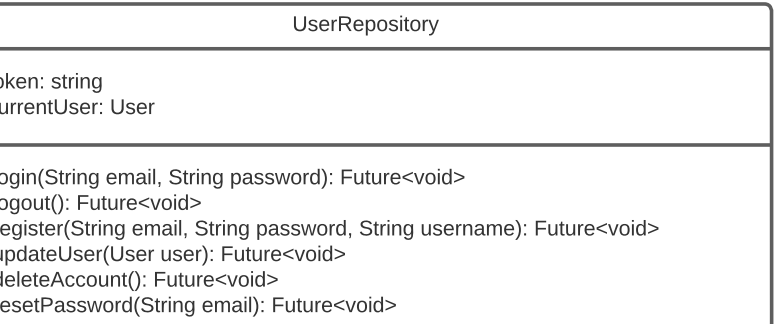 UserRepository
oken: string
urrentUser: User
ogin(String email, String password): Future<void>
ogout(): Future<void>
egister(String email, String password, String username): Future<void>
updateUser(User user): Future<void>
deleteAccount(): Future<void>
esetPassword(String email): Future<void>